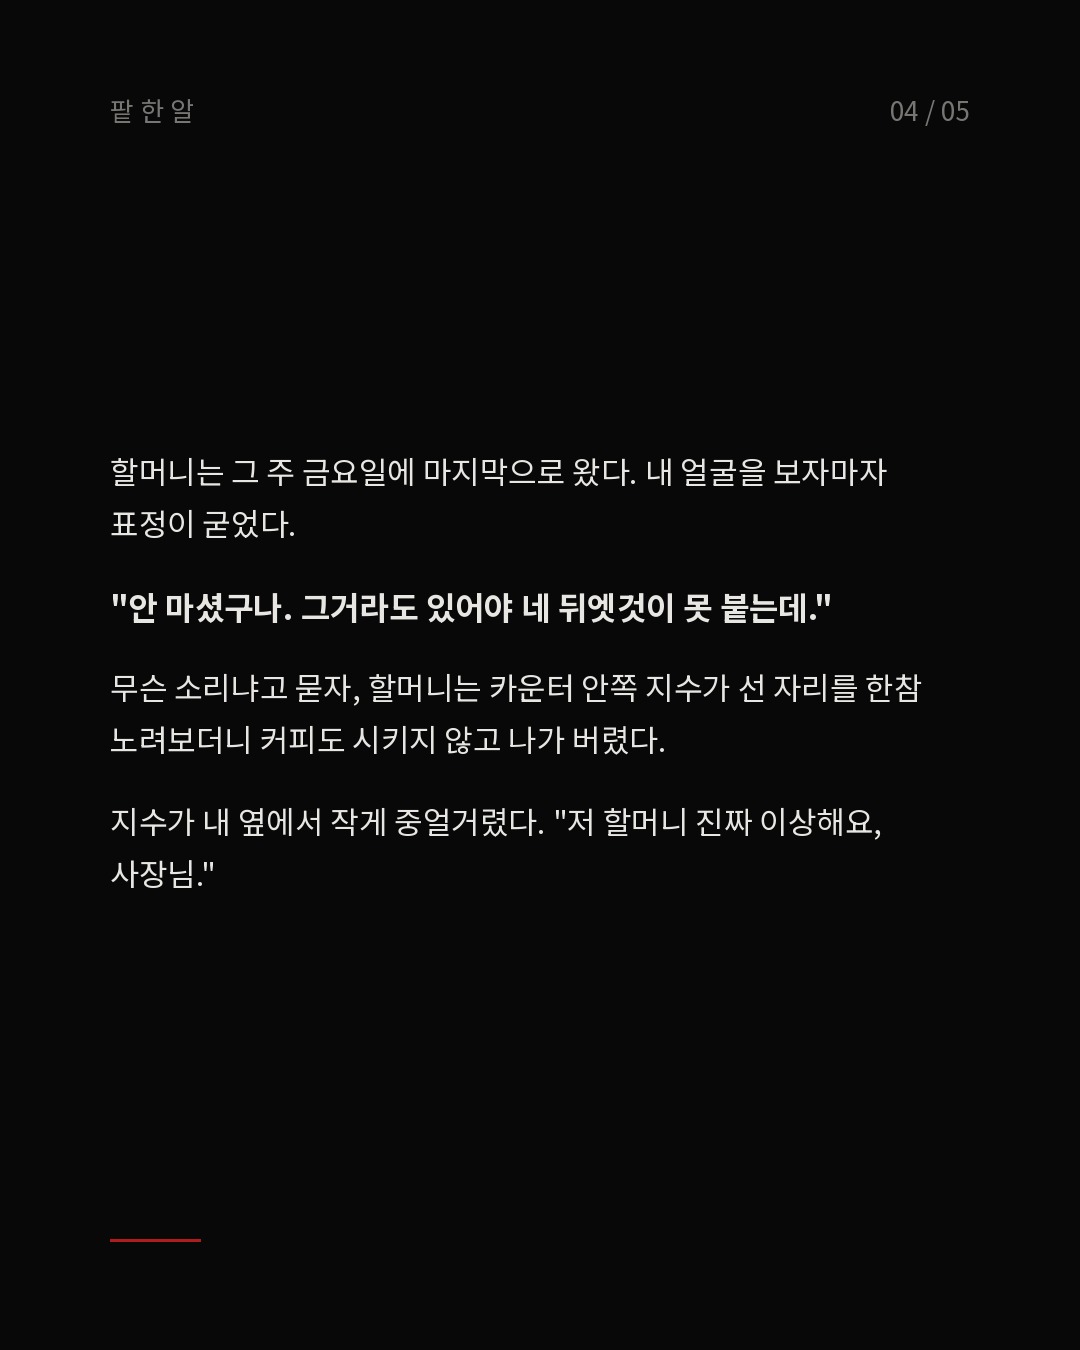 팥 한 알
04 / 05
할머니는 그 주 금요일에 마지막으로 왔다. 내 얼굴을 보자마자
표정이 굳었다.
"안 마셨구나. 그거라도 있어야 네 뒤엣것이 못 붙는데."
무슨 소리냐고 묻자, 할머니는 카운터 안쪽 지수가 선 자리를 한참
노려보더니 커피도 시키지 않고 나가 버렸다.
지수가 내 옆에서 작게 중얼거렸다. "저 할머니 진짜 이상해요,
사장님."